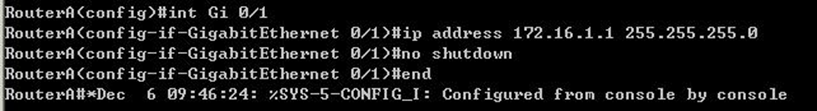 RouterA(config)#int Gi 0/1
RouterA(config-if-GigabitEthernet 0/1)#ip address 172.16.1.1 255.255.255.0
RouterA(config-if-GigabitEthernet 0/1)#no shutdown
RouterA(config-if-GigabitEthernet 0/1)#end
RouterA#*Dec  6 09:46:24: %SYS-5-CONFIG_I: Configured from console by console